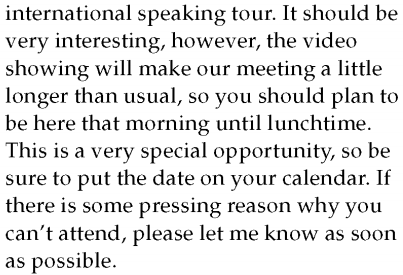 international speaking tour. It should be
very interesting, however, the video
showing will make our meeting a little
longer than usual, so you should plan to
be here that morning until lunchtime.
This is a very special opportunity, so be
sure to put the date on your calendar. If
there is some pressing reason why you
can't attend, please let me know as soon
as possible.